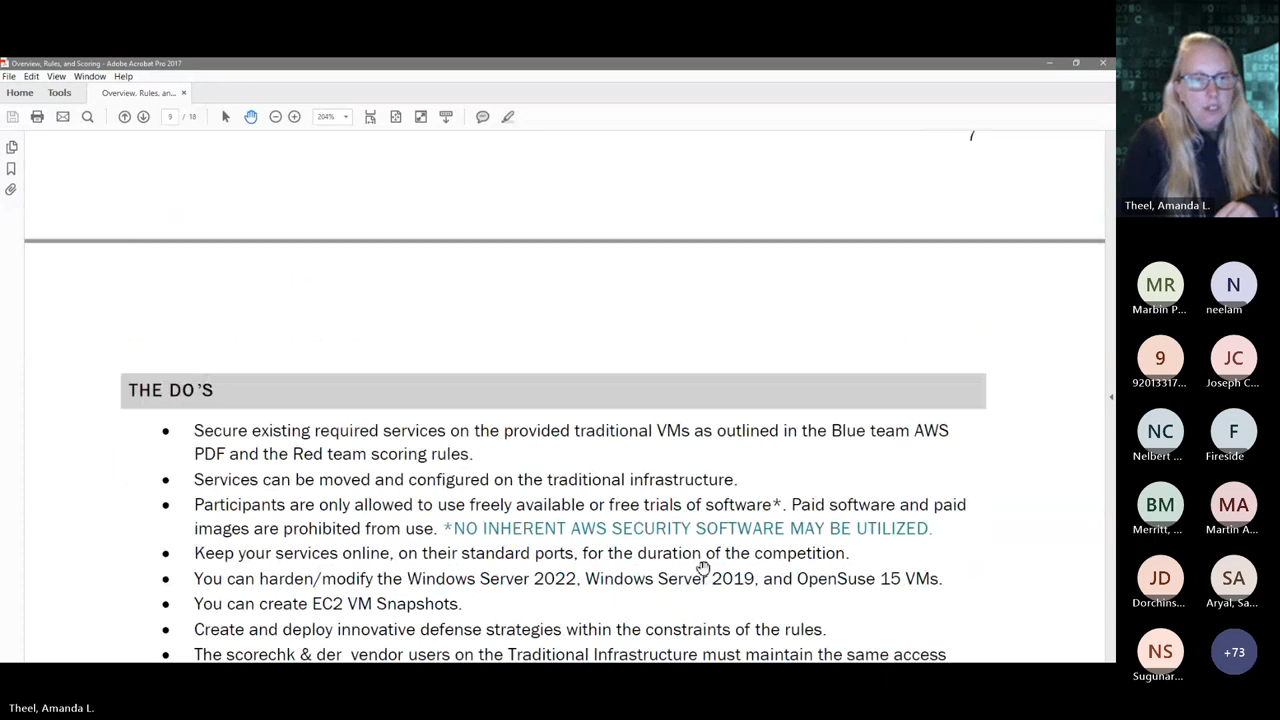 Overview, Rules, and Scoring - Adobe Acrobat Pro 2017
File Edit View Window Help
Home Tools Overview, Rules, an... ×
9 / 18 204%
7
THE DO'S
• Secure existing required services on the provided traditional VMs as outlined in the Blue team AWS
PDF and the Red team scoring rules.
• Services can be moved and configured on the traditional infrastructure.
• Participants are only allowed to use freely available or free trials of software*. Paid software and paid
images are prohibited from use. *NO INHERENT AWS SECURITY SOFTWARE MAY BE UTILIZED.
• Keep your services online, on their standard ports, for the duration of the competition.
• You can harden/modify the Windows Server 2022, Windows Server 2019, and OpenSuse 15 VMs.
• You can create EC2 VM Snapshots.
• Create and deploy innovative defense strategies within the constraints of the rules.
• The scorechk & der_vendor users on the Traditional Infrastructure must maintain the same access
Theel, Amanda L.
MR N
Marbin P... neelam
9 JC
92013317... Joseph C...
NC F
Nelbert ... Fireside
BM MA
Merritt, ... Martin A...
JD SA
Dorchins... Aryal, Sa...
NS +73
Sugunar...
Theel, Amanda L.